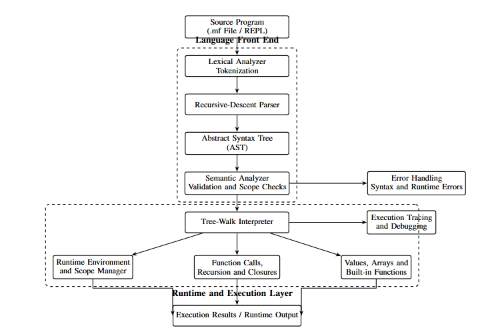 Source Program
(.mf File / REPL)
Language Front End
Lexical Analyzer
Tokenization
Recursive-Descent Parser
Abstract Syntax Tree
(AST)
Semantic Analyzer
Validation and Scope Checks
Error Handling
Syntax and Runtime Errors
Tree-Walk Interpreter
Execution Tracing
and Debugging
Runtime Environment
and Scope Manager
Function Calls,
Recursion and Closures
Values, Arrays and
Built-in Functions
Runtime and Execution Layer
Execution Results / Runtime Output